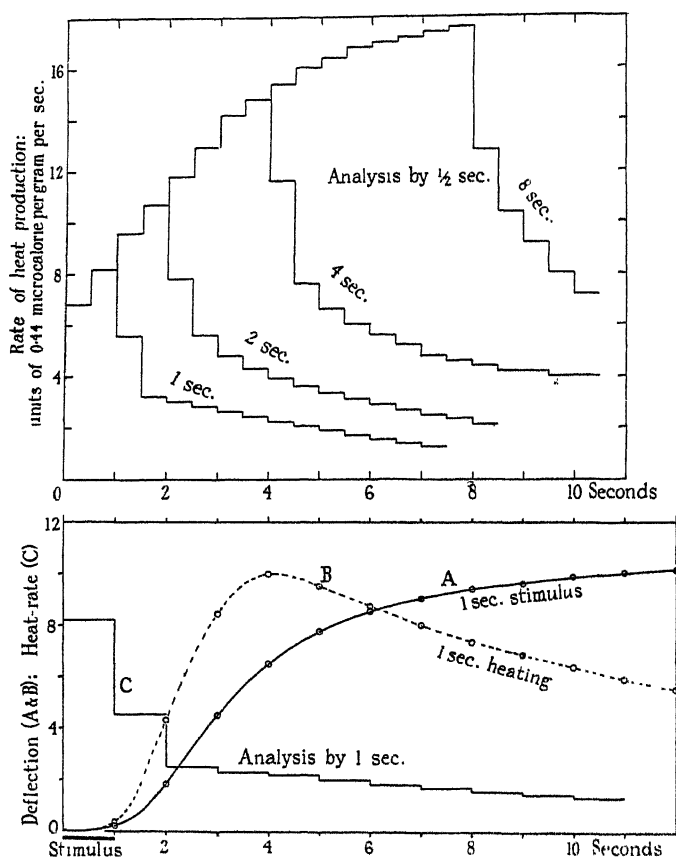 Rate of heat production:
units of 0·44 microcalorie per gram per sec.
16
12
8
4
Analysis by ½ sec.
8 sec.
4 sec.
2 sec.
1 sec.
0 2 4 6 8 10 Seconds
Deflection (A & B): Heat-rate (C)
12
8
4
0
B
A
1 sec. stimulus
1 sec. heating
C
Analysis by 1 sec.
Stimulus
2 4 6 8 10 Seconds